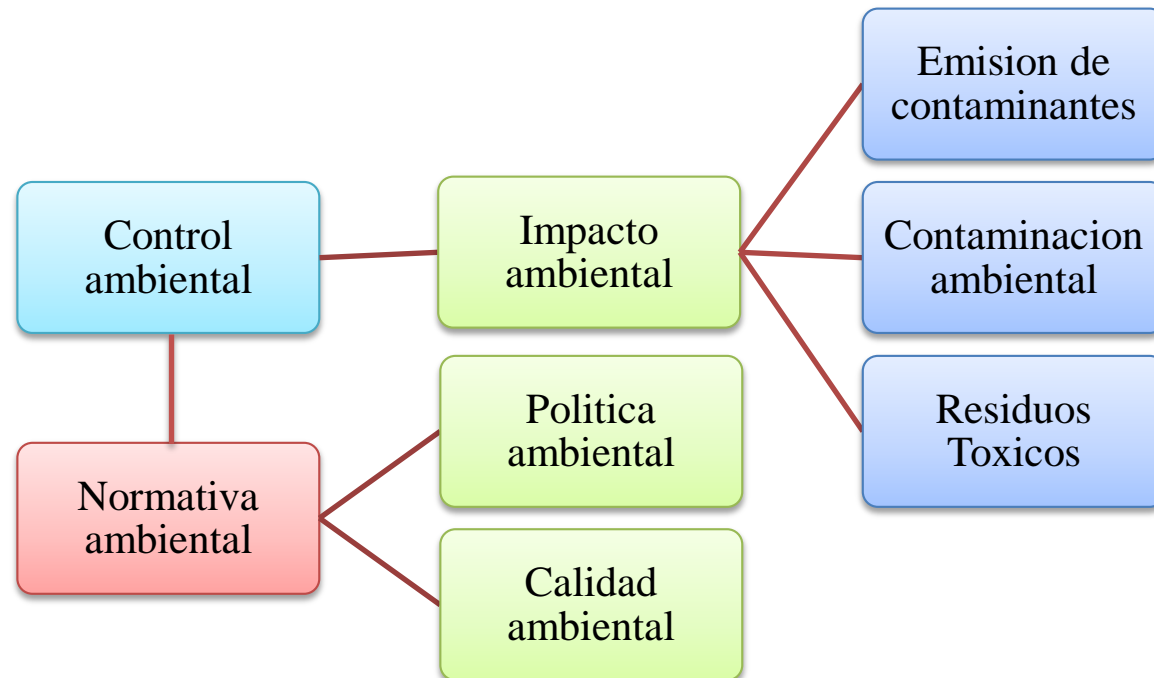 Control
ambiental
Impacto
ambiental
Emision de
contaminantes
Contaminacion
ambiental
Residuos
Toxicos
Normativa
ambiental
Politica
ambiental
Calidad
ambiental